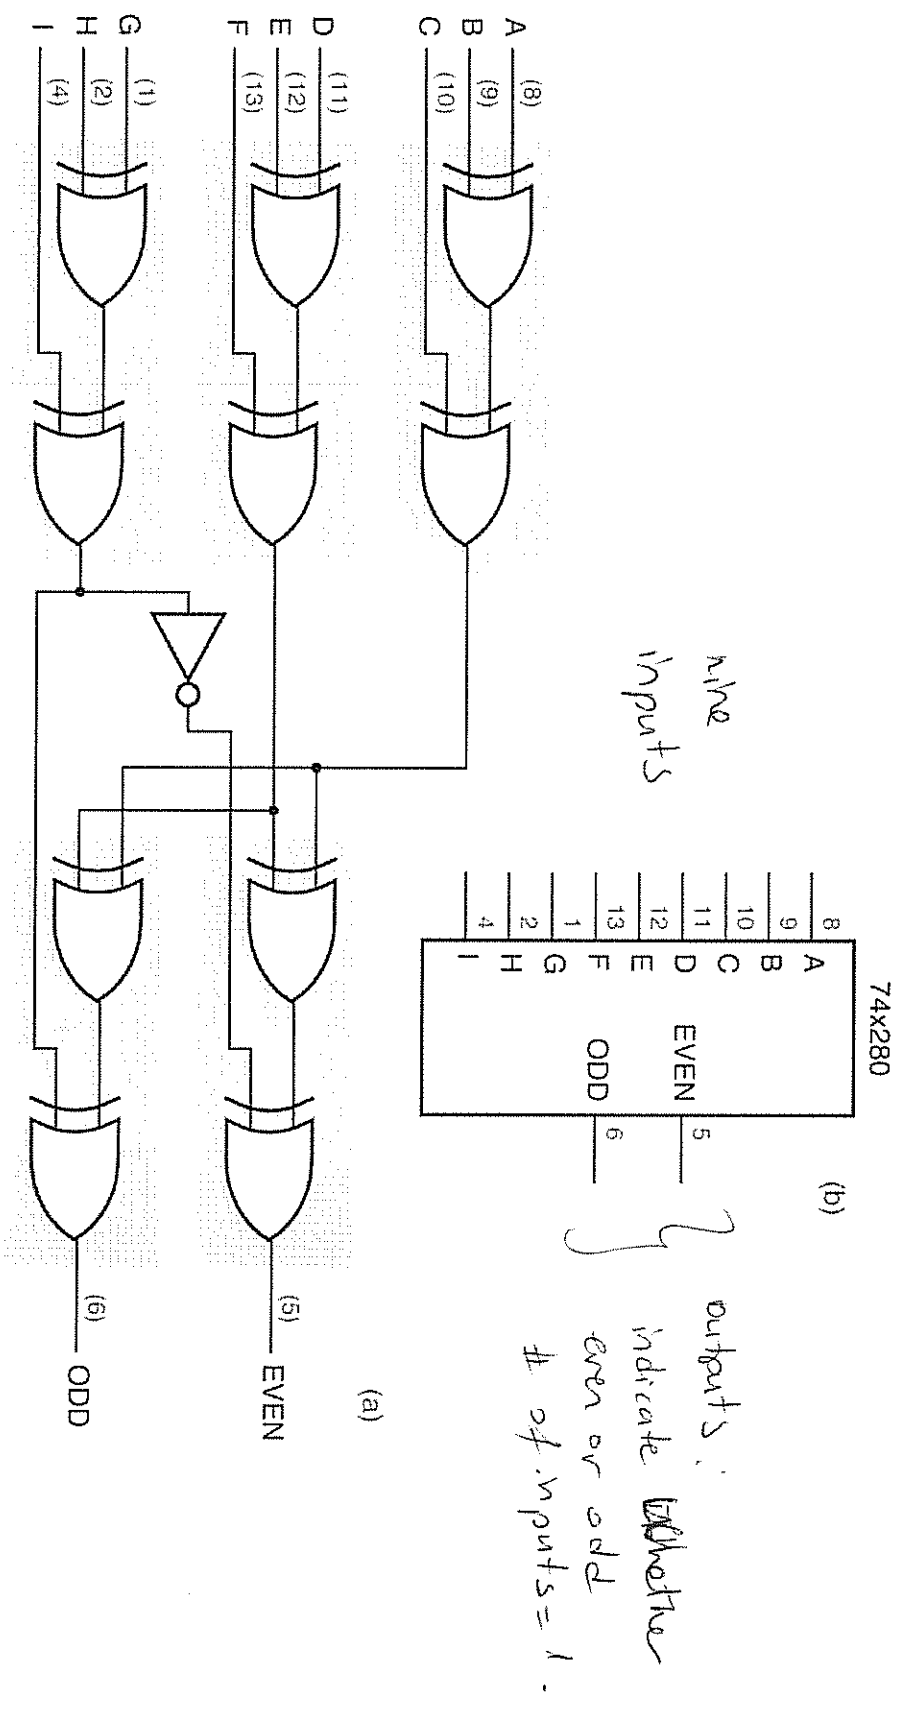 A
(8)
B
(9)
C
(10)
D
(11)
E
(12)
F
(13)
G
(1)
H
(2)
I
(4)
(5)
EVEN
(6)
ODD
(a)
nine
inputs
74x280
8
A
9
B
10
C
11
D
12
E
13
F
1
G
2
H
4
I
EVEN
5
ODD
6
(b)
outputs:
indicate whether
even or odd
# of inputs = 1.